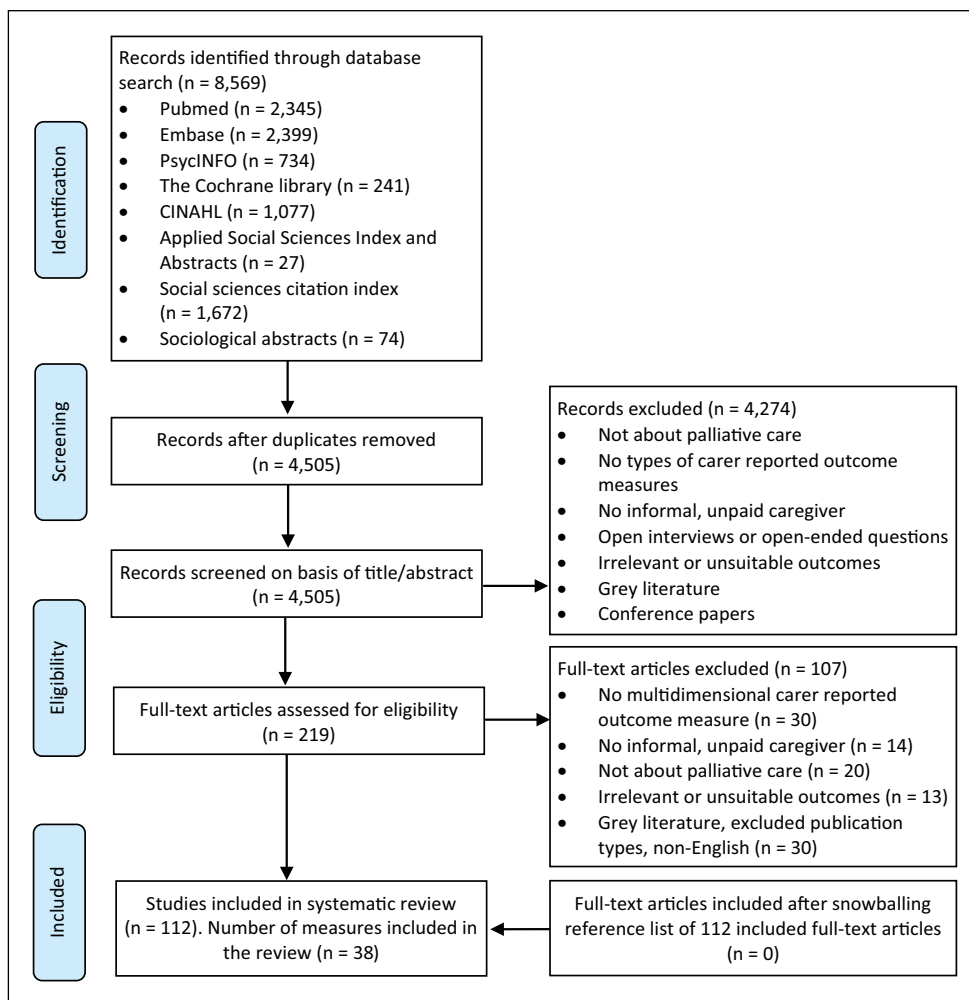 Identification
Records identified through database
search (n = 8,569)
• Pubmed (n = 2,345)
• Embase (n = 2,399)
• PsycINFO (n = 734)
• The Cochrane library (n = 241)
• CINAHL (n = 1,077)
• Applied Social Sciences Index and
Abstracts (n = 27)
• Social sciences citation index
(n = 1,672)
• Sociological abstracts (n = 74)
Screening
Records after duplicates removed
(n = 4,505)
Records screened on basis of title/abstract
(n = 4,505)
Records excluded (n = 4,274)
• Not about palliative care
• No types of carer reported outcome
measures
• No informal, unpaid caregiver
• Open interviews or open-ended questions
• Irrelevant or unsuitable outcomes
• Grey literature
• Conference papers
Eligibility
Full-text articles assessed for eligibility
(n = 219)
Full-text articles excluded (n = 107)
• No multidimensional carer reported
outcome measure (n = 30)
• No informal, unpaid caregiver (n = 14)
• Not about palliative care (n = 20)
• Irrelevant or unsuitable outcomes (n = 13)
• Grey literature, excluded publication
types, non-English (n = 30)
Included
Studies included in systematic review
(n = 112). Number of measures included in
the review (n = 38)
Full-text articles included after snowballing
reference list of 112 included full-text articles
(n = 0)